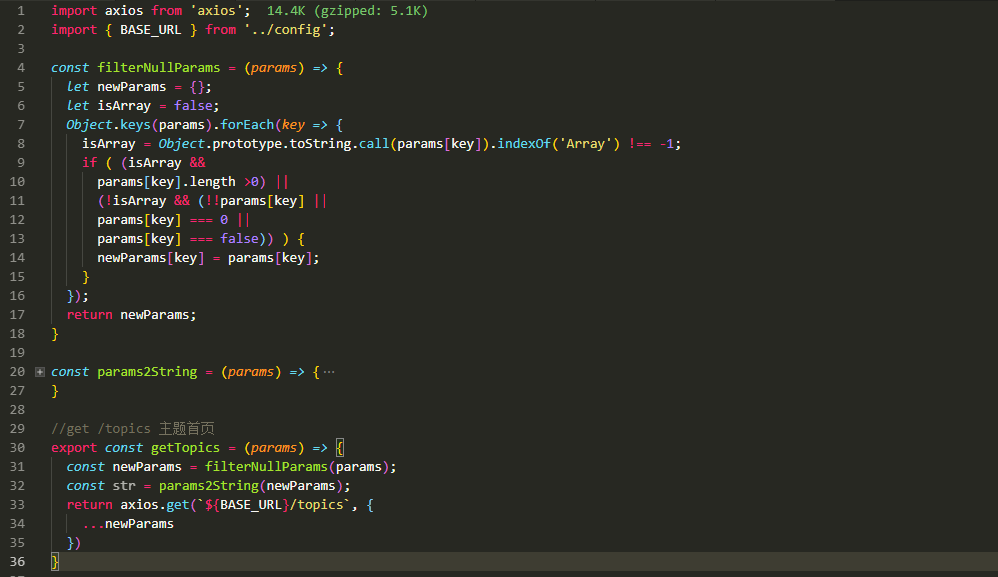 1 import axios from 'axios'; 14.4K (gzipped: 5.1K)
2 import { BASE_URL } from '../config';
3
4 const filterNullParams = (params) => {
5 let newParams = {};
6 let isArray = false;
7 Object.keys(params).forEach(key => {
8 isArray = Object.prototype.toString.call(params[key]).indexOf('Array') !== -1;
9 if ( (isArray &&
10 params[key].length >0) ||
11 (!isArray && (!!params[key] ||
12 params[key] === 0 ||
13 params[key] === false)) ) {
14 newParams[key] = params[key];
15 }
16 });
17 return newParams;
18 }
19
20 const params2String = (params) => { ···
27 }
28
29 //get /topics 主题首页
30 export const getTopics = (params) => {
31 const newParams = filterNullParams(params);
32 const str = params2String(newParams);
33 return axios.get(`${BASE_URL}/topics`, {
34 ...newParams
35 })
36 }